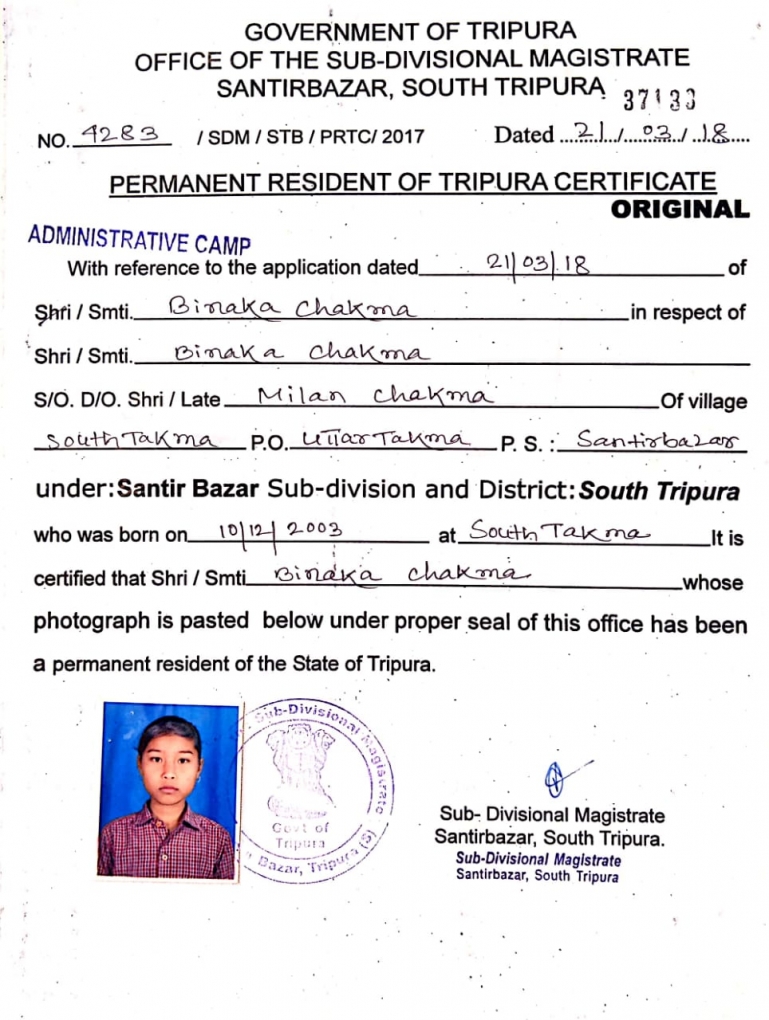 GOVERNMENT OF TRIPURA
OFFICE OF THE SUB-DIVISIONAL MAGISTRATE
SANTIRBAZAR, SOUTH TRIPURA
37133
NO. 4283 / SDM / STB / PRTC/ 2017 Dated 21/03/18
PERMANENT RESIDENT OF TRIPURA CERTIFICATE
ORIGINAL
ADMINISTRATIVE CAMP
With reference to the application dated 21/03/18 of
Shri / Smti. Binaka Chakma in respect of
Shri / Smti. Binaka Chakma
S/O. D/O. Shri / Late Milan Chakma Of village
South Takma P.O. Uttar Takma P. S. : Santirbazar
under: Santir Bazar Sub-division and District: South Tripura
who was born on 10/12/2003 at South Takma It is
certified that Shri / Smti Binaka Chakma whose
photograph is pasted below under proper seal of this office has been
a permanent resident of the State of Tripura.
Sub-Divisional Magistrate
Govt of
Tripura
Bazar, Tripura (S)
Sub- Divisional Magistrate
Santirbazar, South Tripura.
Sub-Divisional Magistrate
Santirbazar, South Tripura